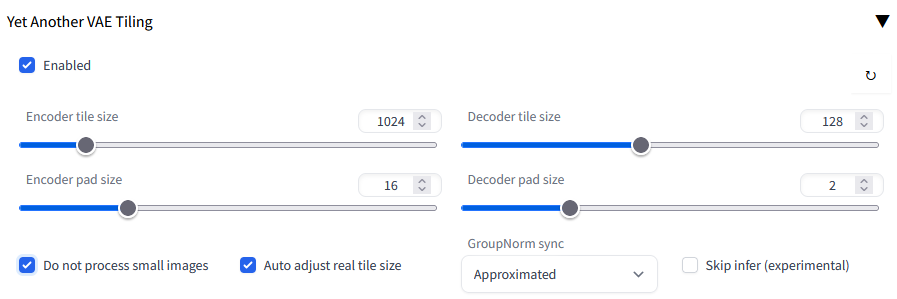 Yet Another VAE Tiling
Enabled
Encoder tile size 1024
Decoder tile size 128
Encoder pad size 16
Decoder pad size 2
GroupNorm sync
Do not process small images
Auto adjust real tile size
Approximated
Skip infer (experimental)